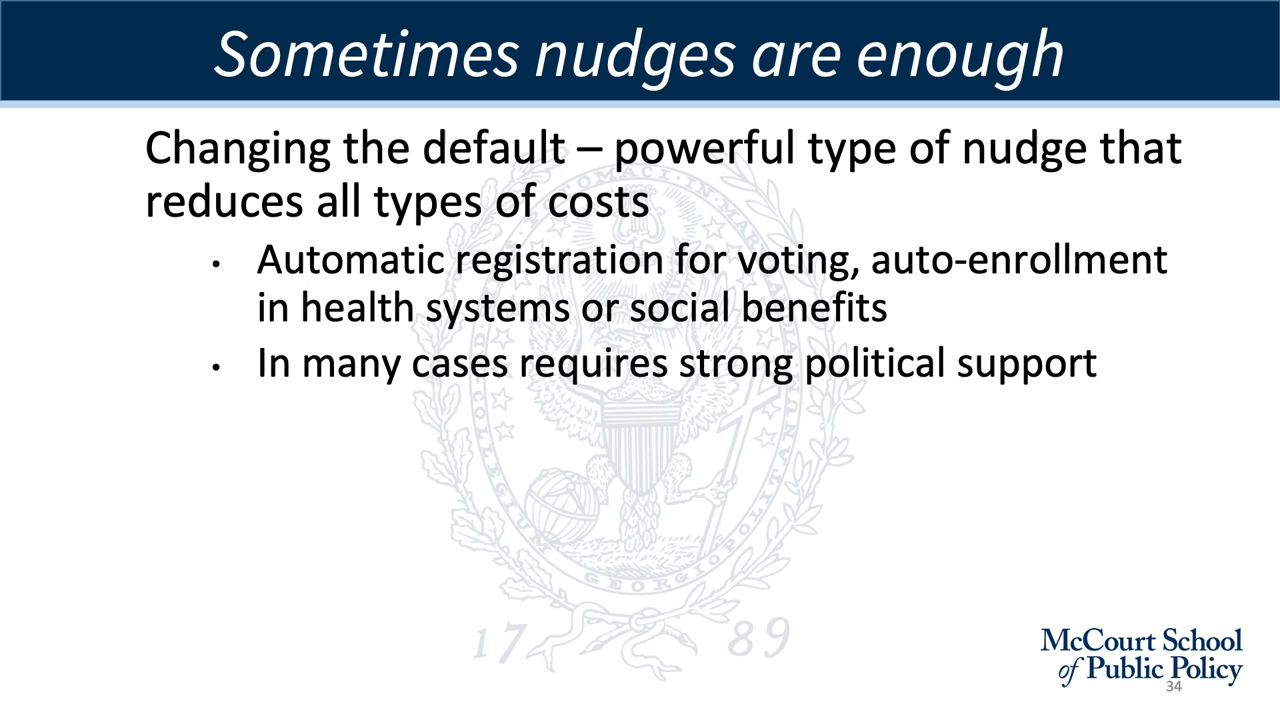 Sometimes nudges are enough
Changing the default – powerful type of nudge that
reduces all types of costs
• Automatic registration for voting, auto-enrollment
in health systems or social benefits
• In many cases requires strong political support
17 89
McCourt School
of Public Policy
34